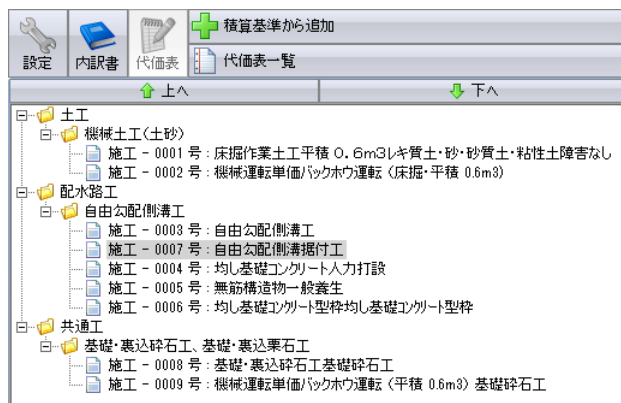 積算基準から追加
設定 内訳書 代価表 代価表一覧
上へ 下へ
土工
機械土工(土砂)
施工 - 0001 号:床掘作業土工平積 0.6m3レキ質土・砂・砂質土・粘性土障害なし
施工 - 0002 号:機械運転単価バックホウ運転 (床掘・平積 0.6m3)
配水路工
自由勾配側溝工
施工 - 0003 号:自由勾配側溝工
施工 - 0007 号:自由勾配側溝据付工
施工 - 0004 号:均し基礎コンクリート人力打設
施工 - 0005 号:無筋構造物一般養生
施工 - 0006 号:均し基礎コンクリート型枠均し基礎コンクリート型枠
共通工
基礎・裏込砕石工、基礎・裏込栗石工
施工 - 0008 号:基礎・裏込砕石工基礎砕石工
施工 - 0009 号:機械運転単価バックホウ運転 (平積 0.6m3) 基礎砕石工